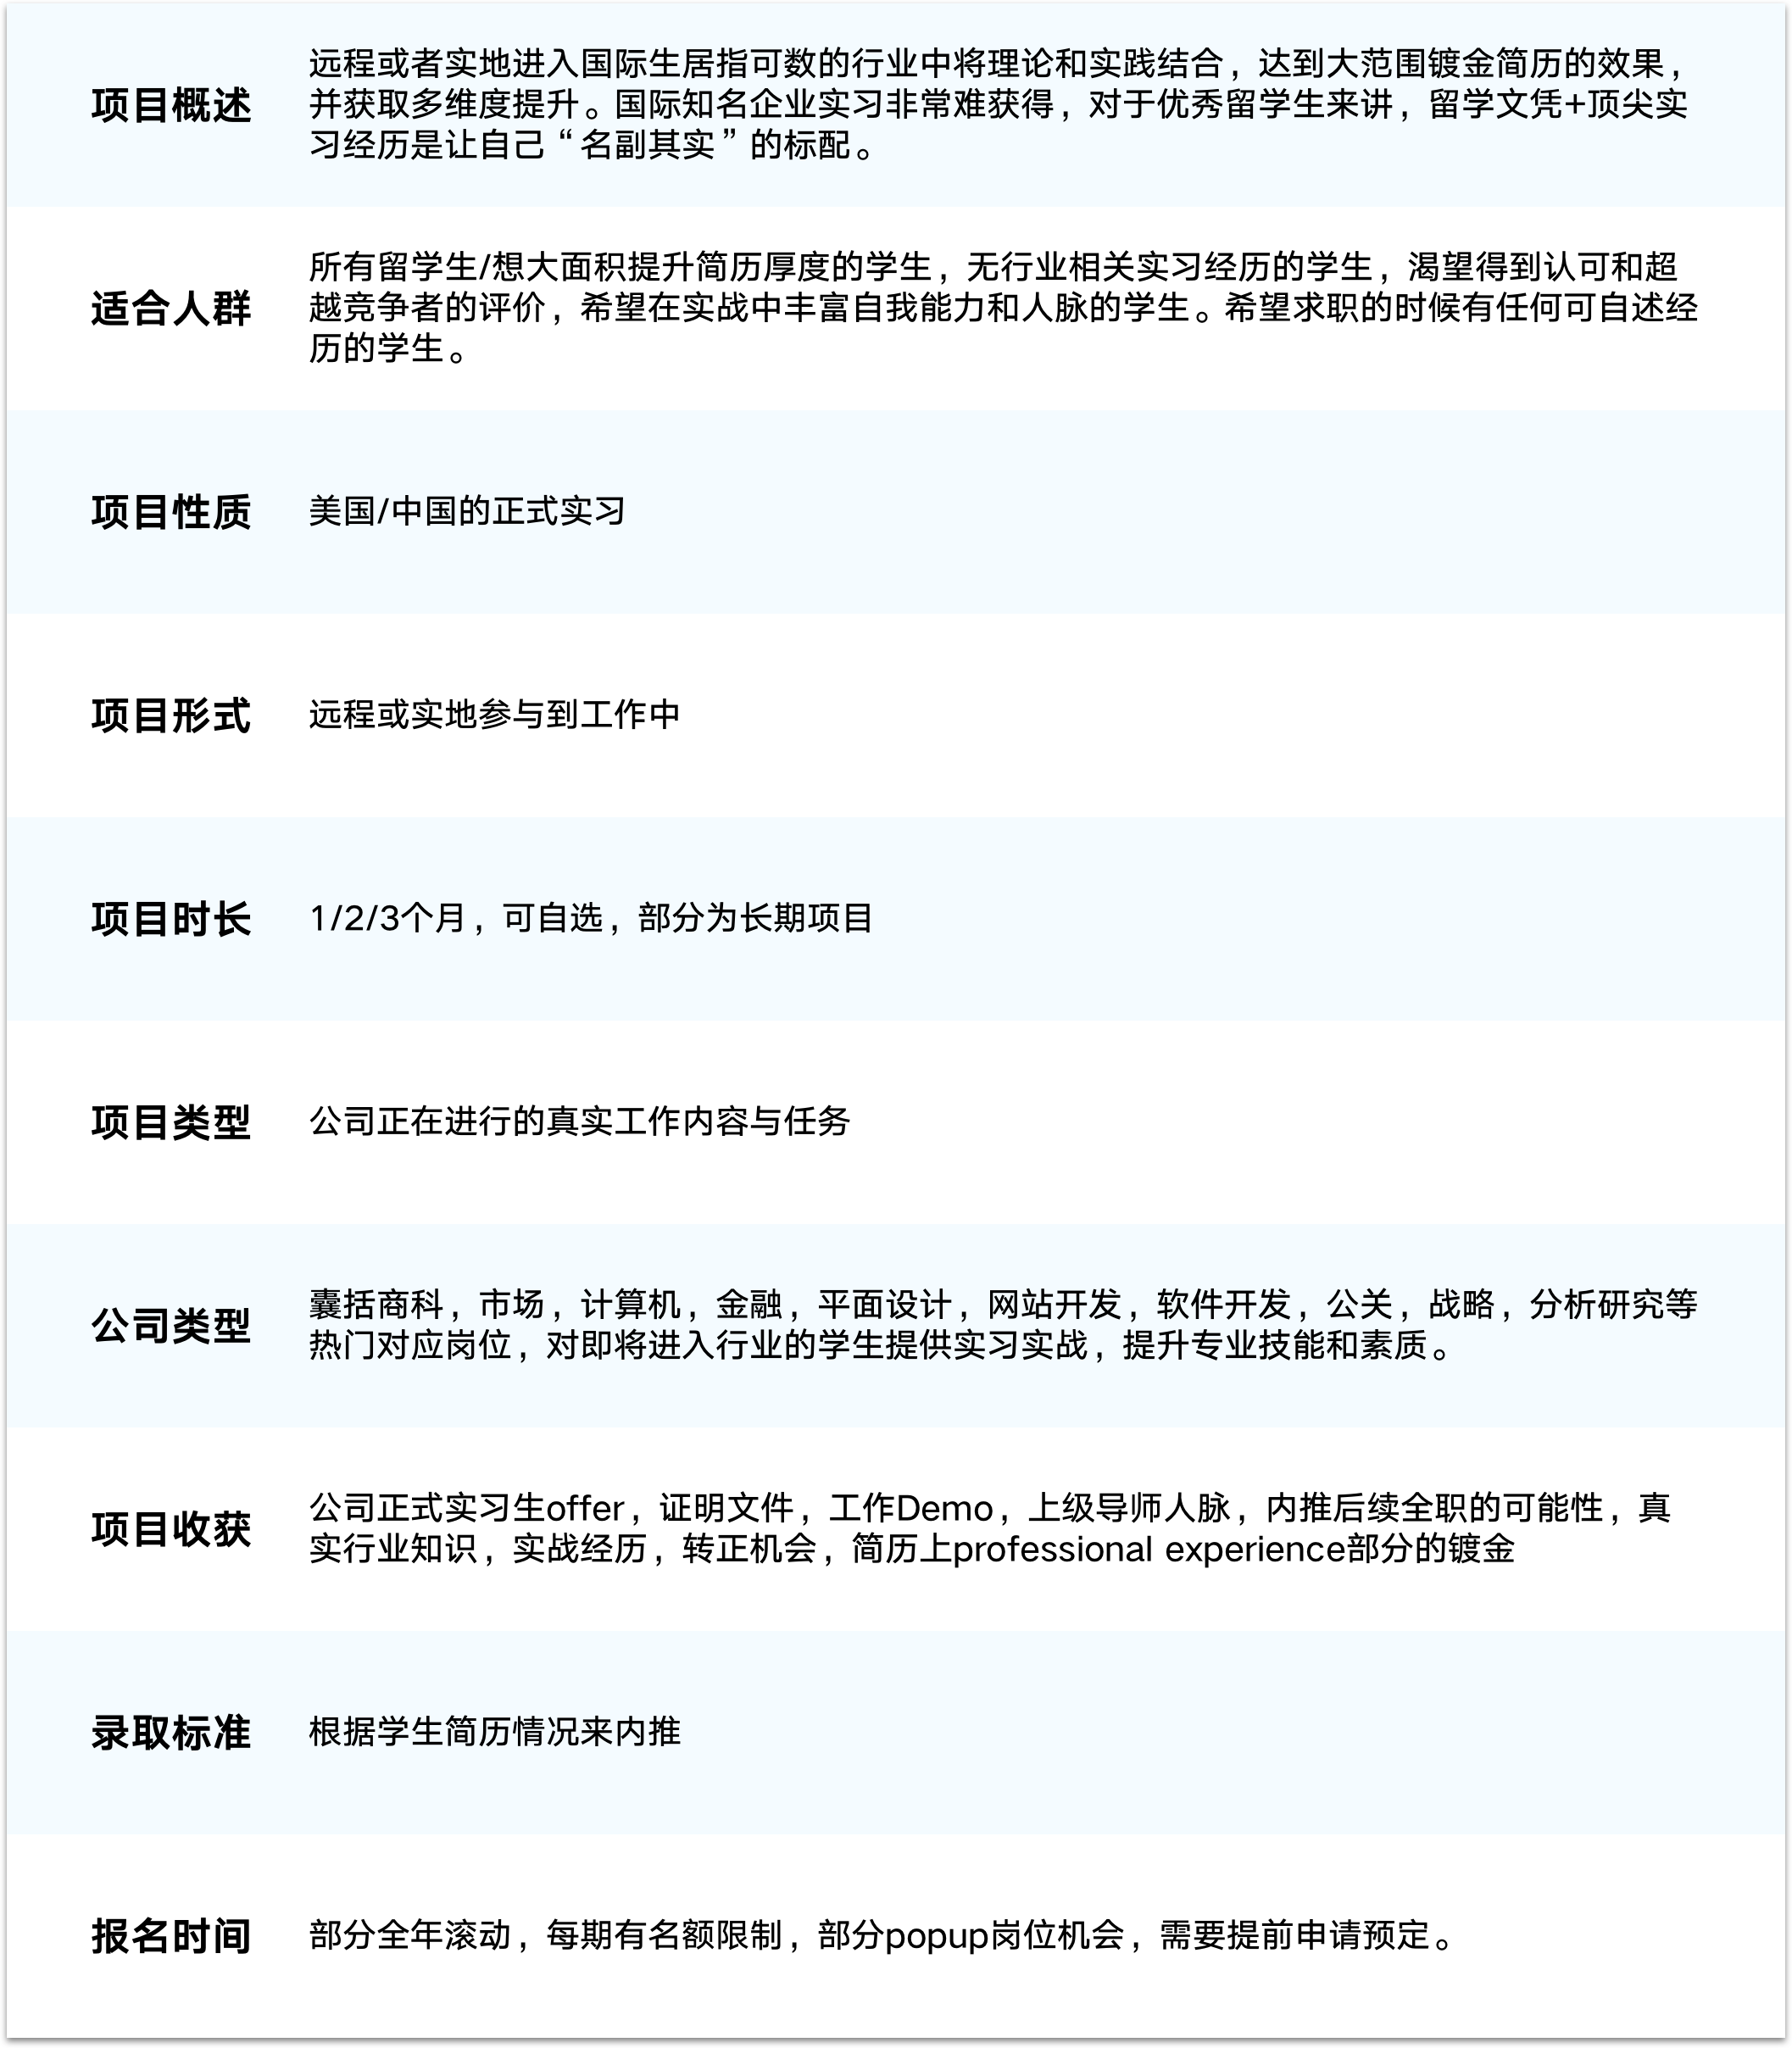 项目概述
远程或者实地进入国际生居指可数的行业中将理论和实践结合，达到大范围镀金简历的效果，
并获取多维度提升。国际知名企业实习非常难获得，对于优秀留学生来讲，留学文凭+顶尖实
习经历是让自己“名副其实”的标配。
适合人群
所有留学生/想大面积提升简历厚度的学生，无行业相关实习经历的学生，渴望得到认可和超
越竞争者的评价，希望在实战中丰富自我能力和人脉的学生。希望求职的时候有任何可自述经
历的学生。
项目性质
美国/中国的正式实习
项目形式
远程或实地参与到工作中
项目时长
1/2/3个月，可自选，部分为长期项目
项目类型
公司正在进行的真实工作内容与任务
公司类型
囊括商科，市场，计算机，金融，平面设计，网站开发，软件开发，公关，战略，分析研究等
热门对应岗位，对即将进入行业的学生提供实习实战，提升专业技能和素质。
项目收获
公司正式实习生offer，证明文件，工作Demo，上级导师人脉，内推后续全职的可能性，真
实行业知识，实战经历，转正机会，简历上professional experience部分的镀金
录取标准
根据学生简历情况来内推
报名时间
部分全年滚动，每期有名额限制，部分popup岗位机会，需要提前申请预定。